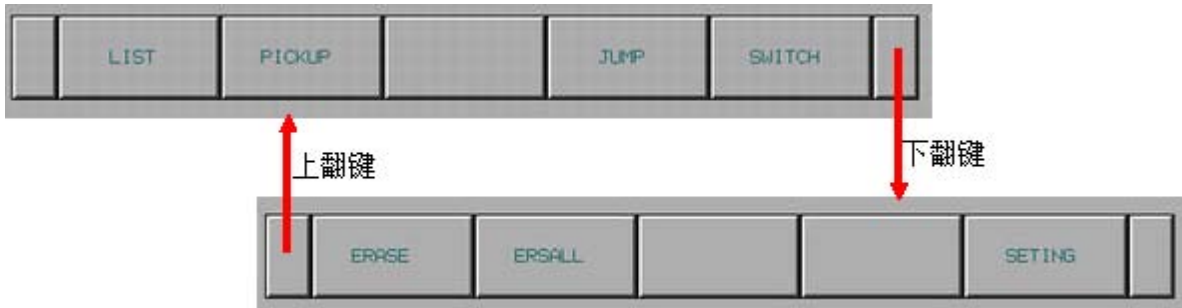 LIST PICKUP JUMP SWITCH
上翻键 下翻键
ERASE ERSALL SETING